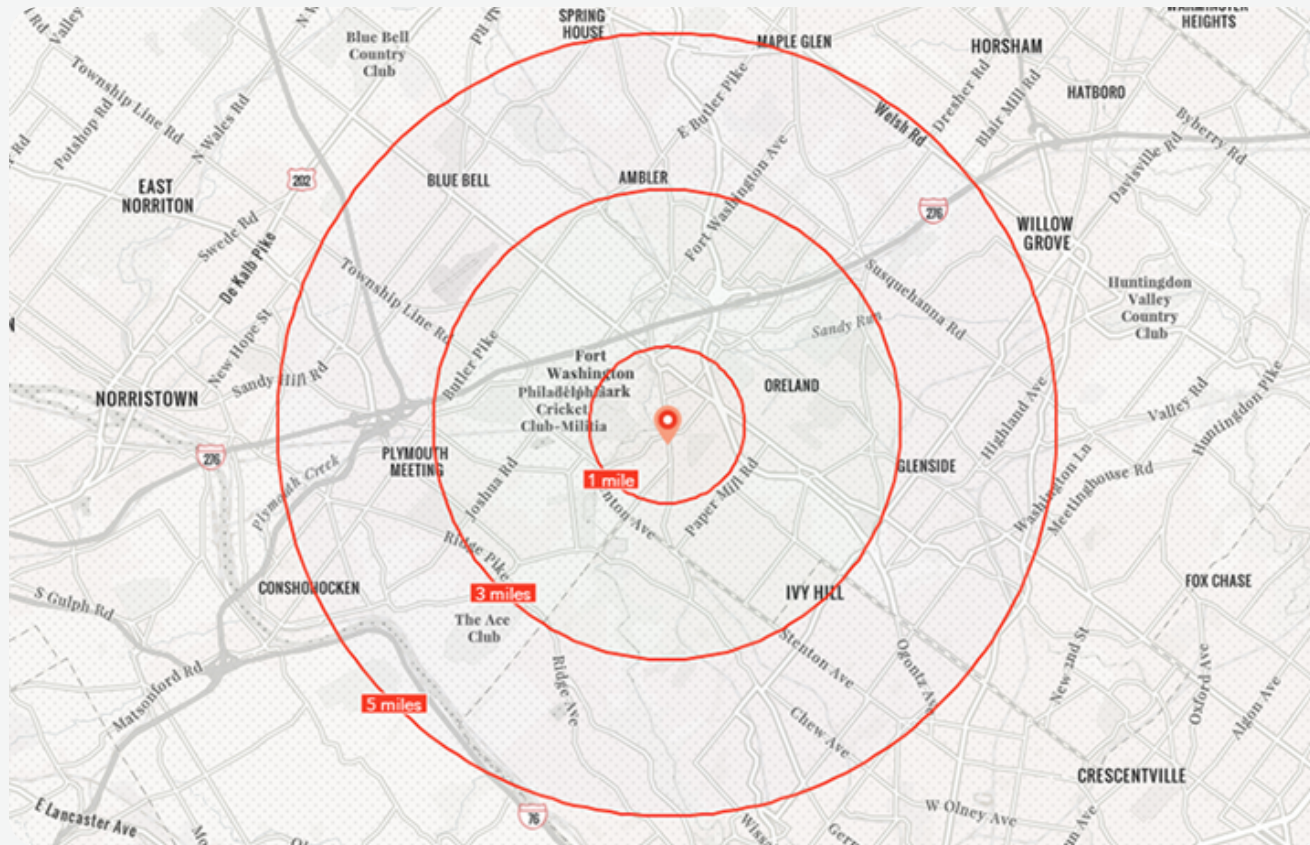 SPRING
HOUSE
WARMINSTER
HEIGHTS
Valley Rd
Blue Bell
Country
Club
MAPLE GLEN
HORSHAM
HATBORO
Township Line Rd
Potshop Rd
N Wales Rd
E Butler Pike
Welsh Rd
Dresher Rd
Blair Mill Rd
Byberry Rd
Davisville Rd
EAST
NORRITON
202
BLUE BELL
AMBLER
Fort Washington Ave
276
WILLOW
GROVE
Swede Rd
De Kalb Pike
Township Line Rd
Susquehanna Rd
Huntingdon
Valley
Country
Club
New Hope St
Sandy Hill Rd
Butler Pike
Sandy Run
Fort
Washington
Philadelphia
Cricket
Club-Militia
ORELAND
NORRISTOWN
Highland Ave
Valley Rd
Huntingdon Pike
276
PLYMOUTH
MEETING
Plymouth Creek
Joshua Rd
1 mile
Paper Mill Rd
GLENSIDE
Washington Ln
Meetinghouse Rd
enton Ave
Ridge Pike
CONSHOHOCKEN
3 miles
IVY HILL
FOX CHASE
S Gulph Rd
The Ace
Club
Stenton Ave
Ogontz Ave
New 2nd St
Oxford Ave
Algon Ave
Matsonford Rd
Ridge Ave
5 miles
Chew Ave
CRESCENTVILLE
E Lancaster Ave
76
W Olney Ave